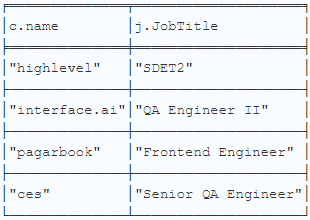 c.name j.JobTitle
"highlevel" "SDET2"
"interface.ai" "QA Engineer II"
"pagarbook" "Frontend Engineer"
"ces" "Senior QA Engineer"